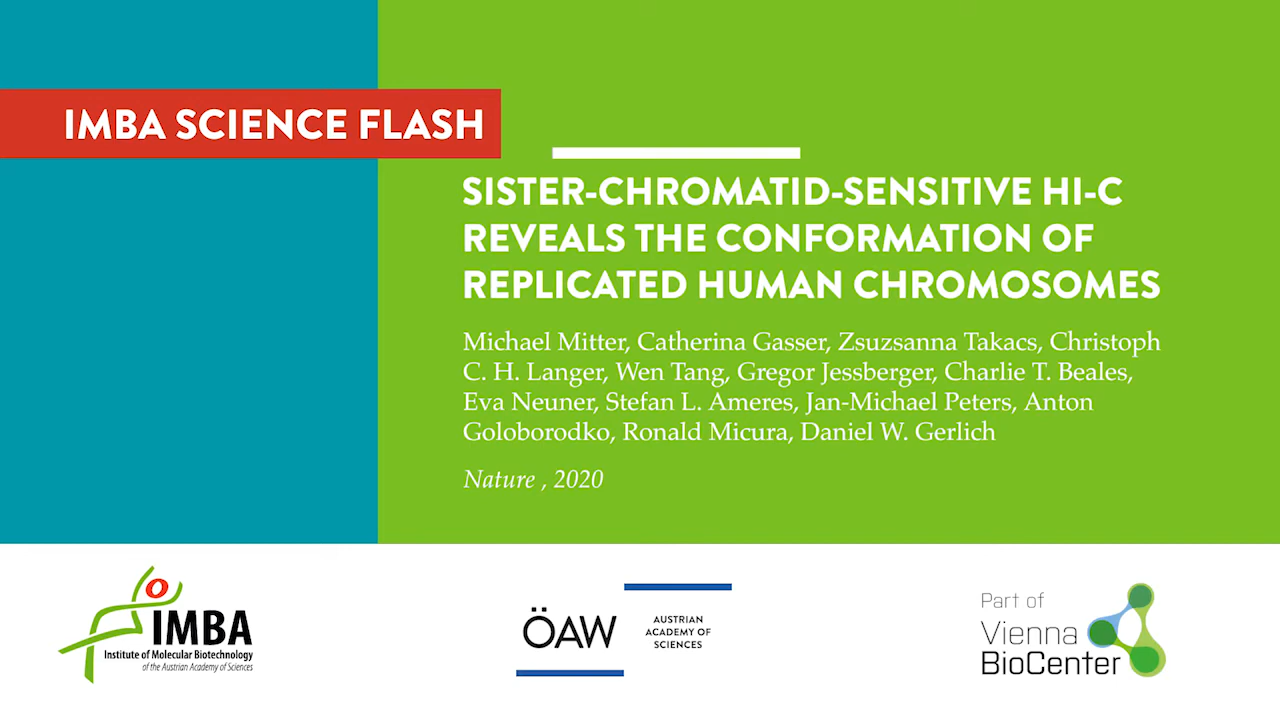 IMBA SCIENCE FLASH
SISTER-CHROMATID-SENSITIVE HI-C
REVEALS THE CONFORMATION OF
REPLICATED HUMAN CHROMOSOMES
Michael Mitter, Catherina Gasser, Zsuzsanna Takacs, Christoph
C. H. Langer, Wen Tang, Gregor Jessberger, Charlie T. Beales,
Eva Neuner, Stefan L. Ameres, Jan-Michael Peters, Anton
Goloborodko, Ronald Micura, Daniel W. Gerlich
Nature , 2020
IMBA
Institute of Molecular Biotechnology
of the Austrian Academy of Sciences
ÖAW
AUSTRIAN
ACADEMY OF
SCIENCES
Part of
Vienna
BioCenter